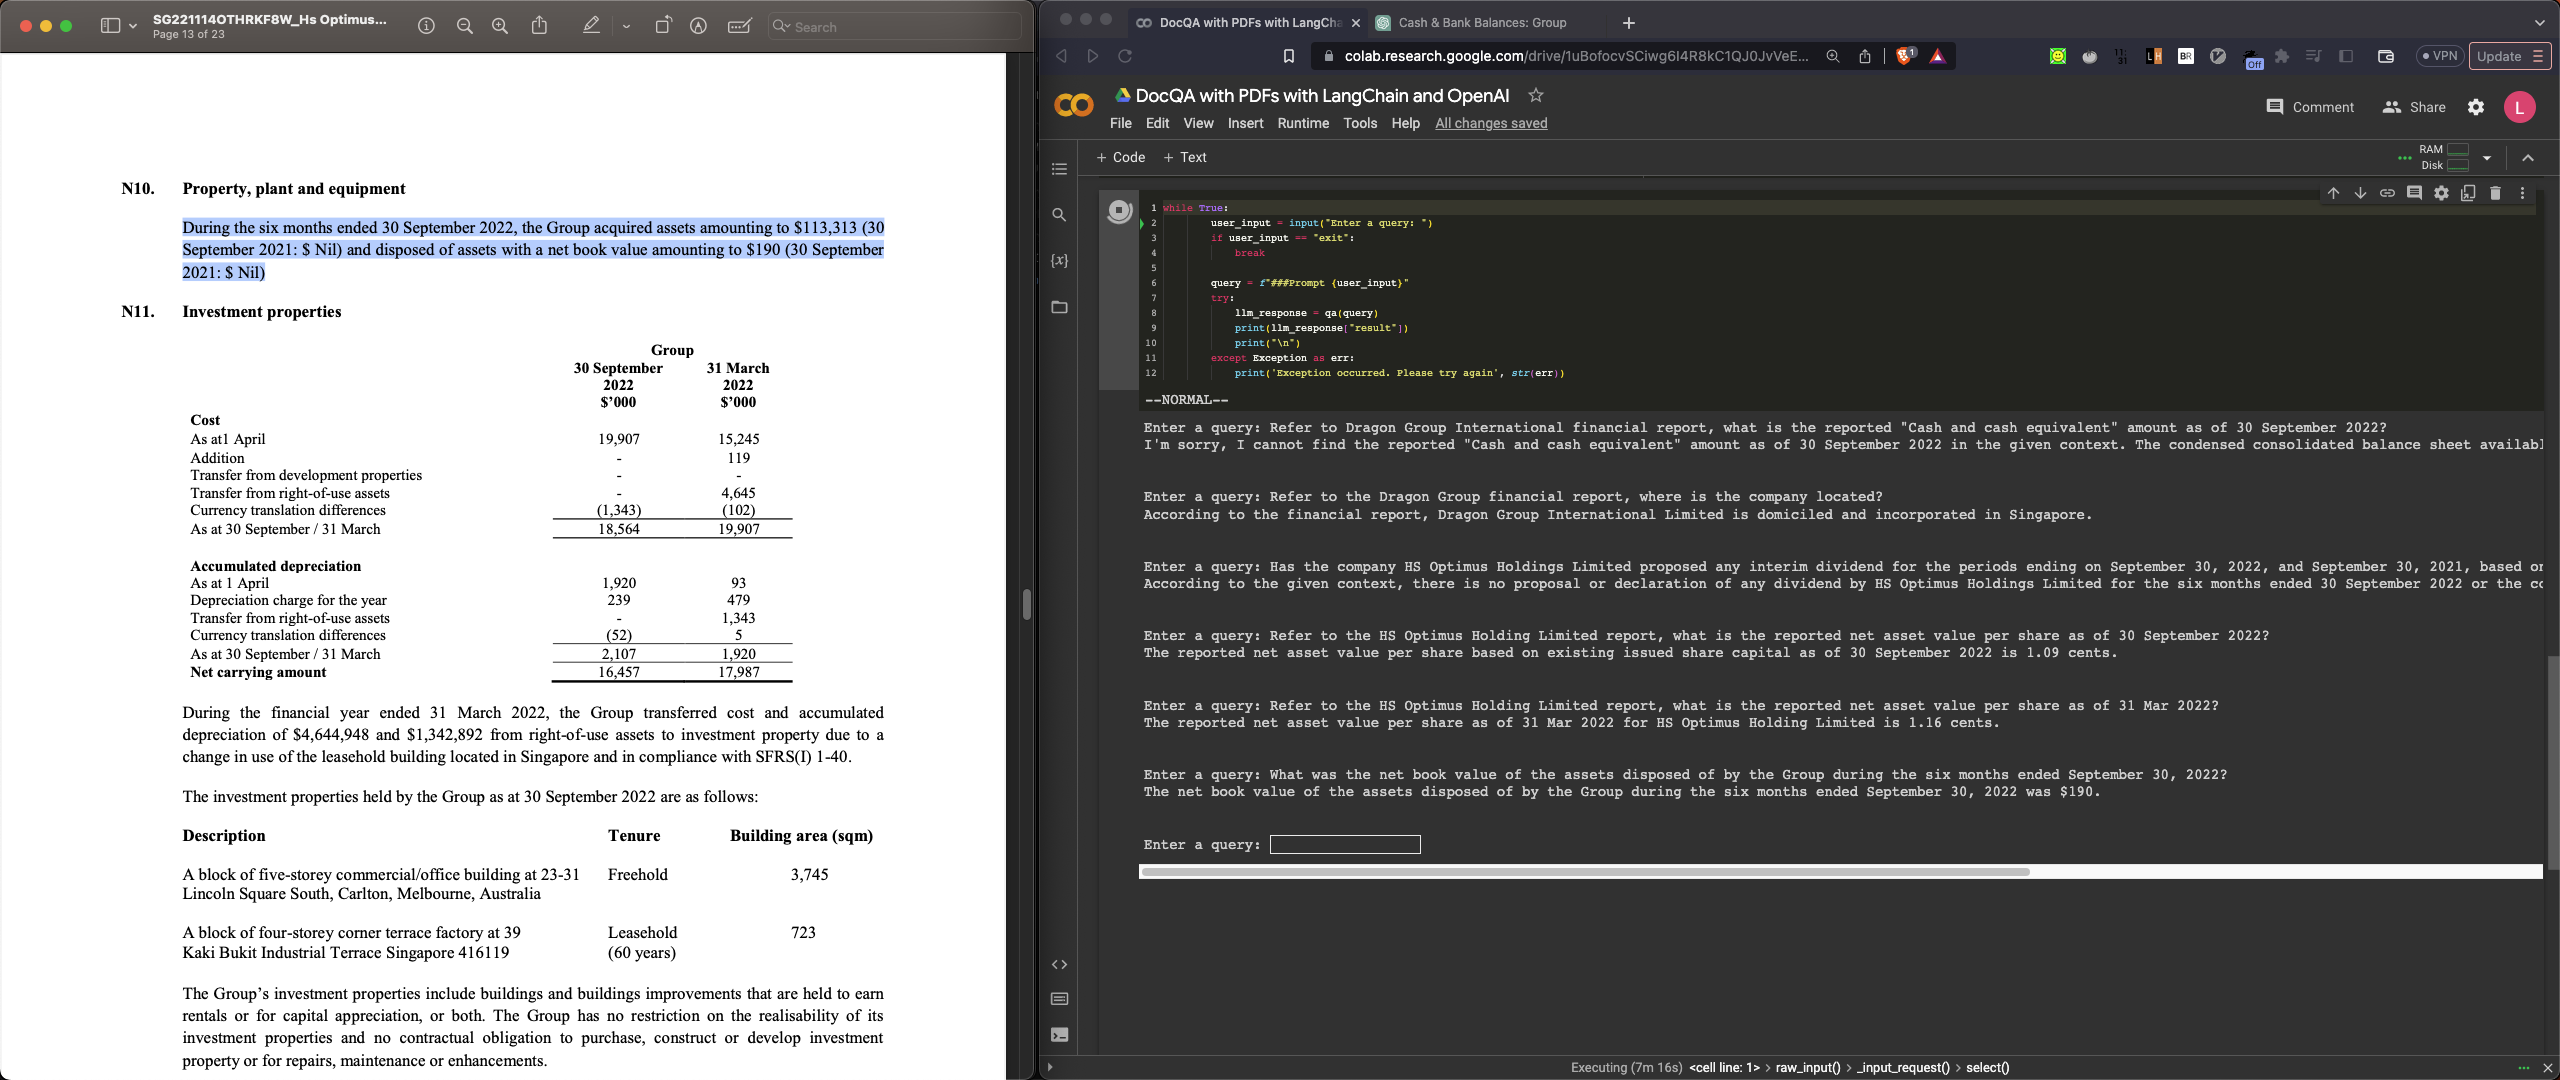 SG221114OTHRKF8W_Hs Optimus...
Page 13 of 23
Search
N10. Property, plant and equipment
During the six months ended 30 September 2022, the Group acquired assets amounting to $113,313 (30
September 2021: $ Nil) and disposed of assets with a net book value amounting to $190 (30 September
2021: $ Nil)
N11. Investment properties
Group
30 September 31 March
2022 2022
$’000 $’000
Cost
As at1 April 19,907 15,245
Addition - 119
Transfer from development properties - -
Transfer from right-of-use assets - 4,645
Currency translation differences (1,343) (102)
As at 30 September / 31 March 18,564 19,907
Accumulated depreciation
As at 1 April 1,920 93
Depreciation charge for the year 239 479
Transfer from right-of-use assets - 1,343
Currency translation differences (52) 5
As at 30 September / 31 March 2,107 1,920
Net carrying amount 16,457 17,987
During the financial year ended 31 March 2022, the Group transferred cost and accumulated
depreciation of $4,644,948 and $1,342,892 from right-of-use assets to investment property due to a
change in use of the leasehold building located in Singapore and in compliance with SFRS(I) 1-40.
The investment properties held by the Group as at 30 September 2022 are as follows:
Description Tenure Building area (sqm)
A block of five-storey commercial/office building at 23-31 Freehold 3,745
Lincoln Square South, Carlton, Melbourne, Australia
A block of four-storey corner terrace factory at 39 Leasehold 723
Kaki Bukit Industrial Terrace Singapore 416119 (60 years)
The Group’s investment properties include buildings and buildings improvements that are held to earn
rentals or for capital appreciation, or both. The Group has no restriction on the realisability of its
investment properties and no contractual obligation to purchase, construct or develop investment
property or for repairs, maintenance or enhancements.
DocQA with PDFs with LangCha Cash & Bank Balances: Group
colab.research.google.com/drive/1uBofocvSCiwg6I4R8kC1QJ0JvVeE... 1 BR Off VPN Update
DocQA with PDFs with LangChain and OpenAI
Comment Share L
File Edit View Insert Runtime Tools Help All changes saved
+ Code + Text RAM
Disk
1 while True:
2 user_input = input("Enter a query: ")
3 if user_input == "exit":
4 break
5
6 query = f"###Prompt {user_input}"
7 try:
8 llm_response = qa(query)
9 print(llm_response["result"])
10 print("\n")
11 except Exception as err:
12 print('Exception occurred. Please try again', str(err))
--NORMAL--
Enter a query: Refer to Dragon Group International financial report, what is the reported "Cash and cash equivalent" amount as of 30 September 2022?
I'm sorry, I cannot find the reported "Cash and cash equivalent" amount as of 30 September 2022 in the given context. The condensed consolidated balance sheet availabl
Enter a query: Refer to the Dragon Group financial report, where is the company located?
According to the financial report, Dragon Group International Limited is domiciled and incorporated in Singapore.
Enter a query: Has the company HS Optimus Holdings Limited proposed any interim dividend for the periods ending on September 30, 2022, and September 30, 2021, based on
According to the given context, there is no proposal or declaration of any dividend by HS Optimus Holdings Limited for the six months ended 30 September 2022 or the co
Enter a query: Refer to the HS Optimus Holding Limited report, what is the reported net asset value per share as of 30 September 2022?
The reported net asset value per share based on existing issued share capital as of 30 September 2022 is 1.09 cents.
Enter a query: Refer to the HS Optimus Holding Limited report, what is the reported net asset value per share as of 31 Mar 2022?
The reported net asset value per share as of 31 Mar 2022 for HS Optimus Holding Limited is 1.16 cents.
Enter a query: What was the net book value of the assets disposed of by the Group during the six months ended September 30, 2022?
The net book value of the assets disposed of by the Group during the six months ended September 30, 2022 was $190.
Enter a query:
Executing (7m 16s) <cell line: 1> > raw_input() > _input_request() > select()